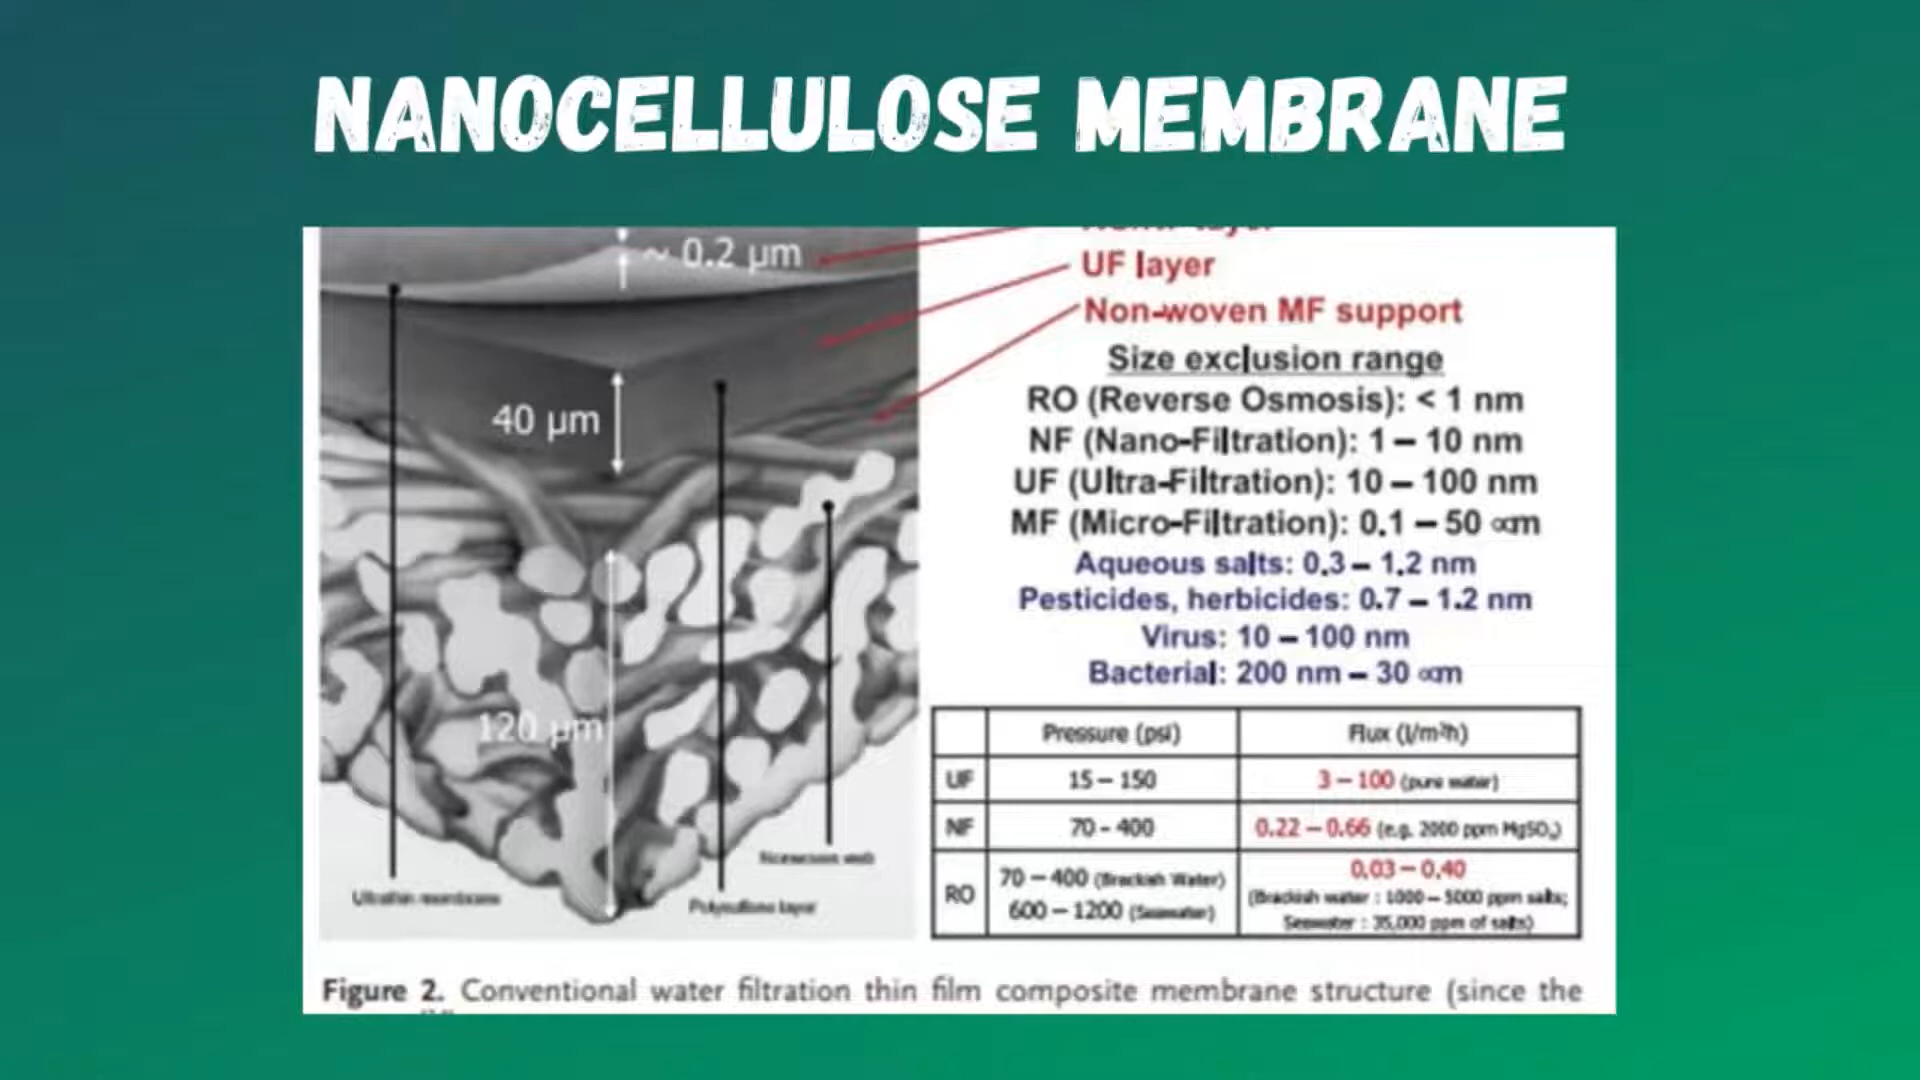 NANOCELLULOSE MEMBRANE
~ 0.2 µm
UF layer
Non-woven MF support
40 µm
120 µm
Ultrathin membrane
Polysulfone layer
Size exclusion range
RO (Reverse Osmosis): < 1 nm
NF (Nano-Filtration): 1 – 10 nm
UF (Ultra-Filtration): 10 – 100 nm
MF (Micro-Filtration): 0.1 – 50 ∝m
Aqueous salts: 0.3 – 1.2 nm
Pesticides, herbicides: 0.7 – 1.2 nm
Virus: 10 – 100 nm
Bacterial: 200 nm – 30 ∝m
Pressure (psi) Flux (l/m²h)
UF 15 – 150 3 – 100 (pure water)
NF 70 - 400 0.22 – 0.66 (e.g. 2000 ppm MgSO₄)
RO 70 – 400 (Brackish Water) 0.03 – 0.40
600 – 1200 (Seawater) (Brackish water : 1000 – 5000 ppm salts;
Seawater : 35,000 ppm of salts)
Figure 2. Conventional water filtration thin film composite membrane structure (since the